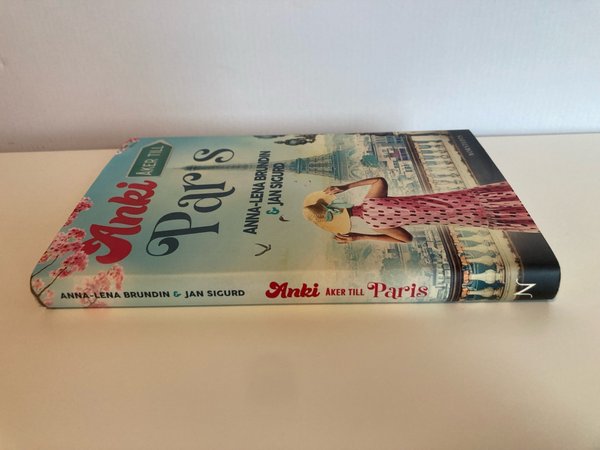 Anki
ÅKER TILL
Paris
ANNA-LENA BRUNDIN
& JAN SIGURD
ANNA-LENA BRUNDIN & JAN SIGURD Anki ÅKER TILL Paris N